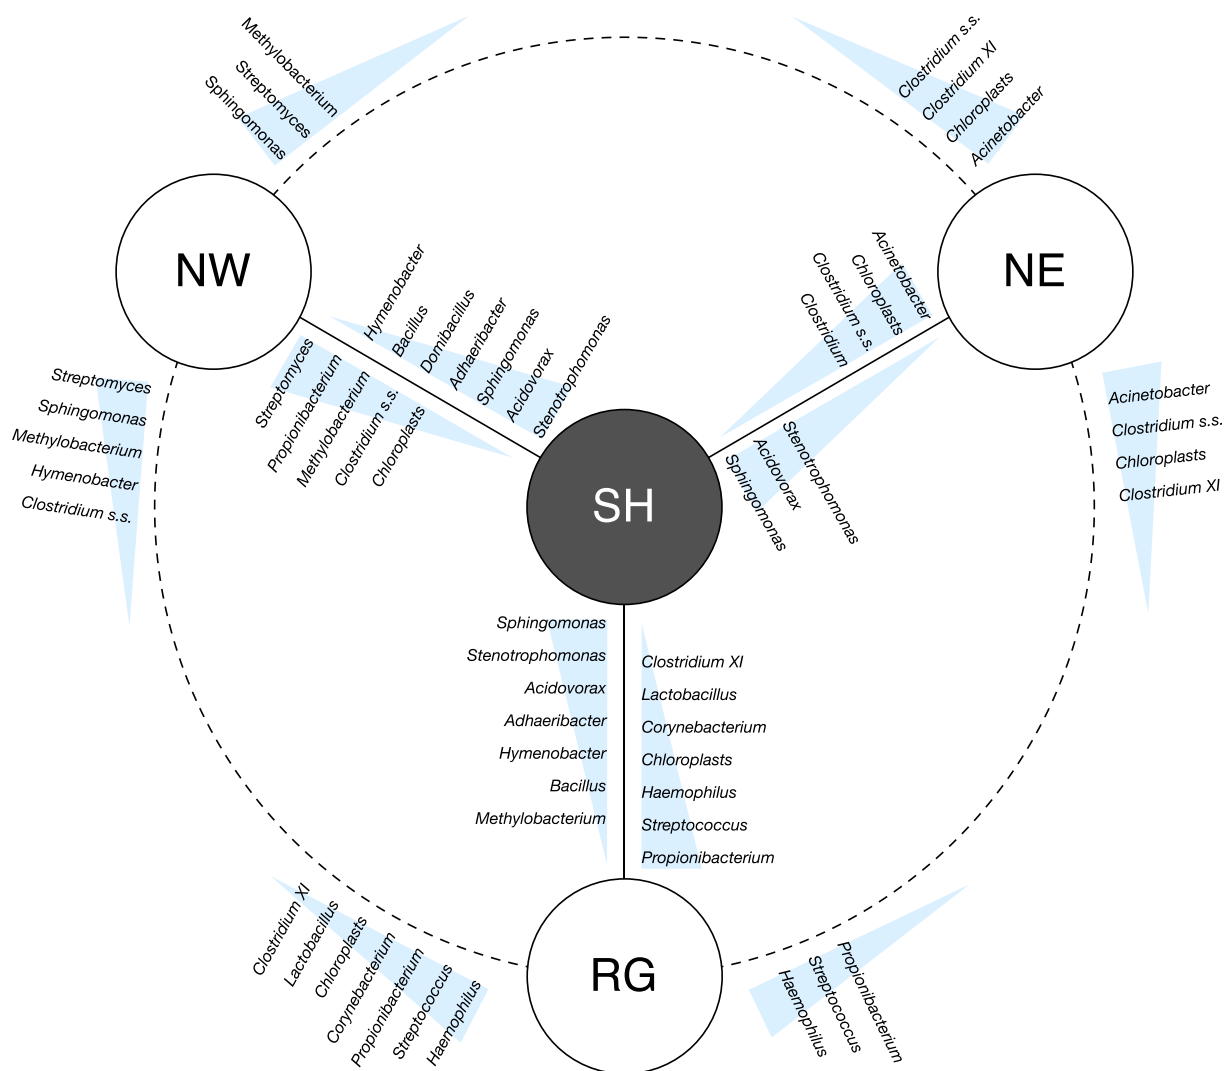 Methylobacterium
Streptomyces
Sphingomonas
Clostridium s.s.
Clostridium XI
Chloroplasts
Acinetobacter
NW
NE
Hymenobacter
Bacillus
Domibacillus
Adhaeribacter
Sphingomonas
Acidovorax
Stenotrophomonas
Streptomyces
Propionibacterium
Methylobacterium
Clostridium s.s.
Chloroplasts
Acinetobacter
Chloroplasts
Clostridium s.s.
Clostridium
Stenotrophomonas
Acidovorax
Sphingomonas
Streptomyces
Sphingomonas
Methylobacterium
Hymenobacter
Clostridium s.s.
Acinetobacter
Clostridium s.s.
Chloroplasts
Clostridium XI
SH
Sphingomonas
Stenotrophomonas
Acidovorax
Adhaeribacter
Hymenobacter
Bacillus
Methylobacterium
Clostridium XI
Lactobacillus
Corynebacterium
Chloroplasts
Haemophilus
Streptococcus
Propionibacterium
Clostridium XI
Lactobacillus
Chloroplasts
Corynebacterium
Propionibacterium
Streptococcus
Haemophilus
RG
Propionibacterium
Streptococcus
Haemophilus